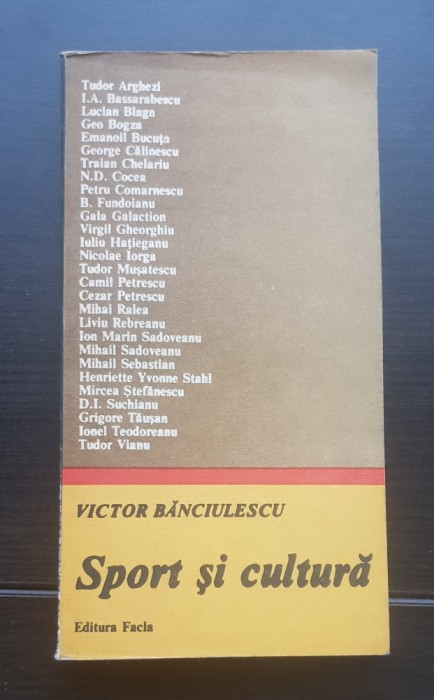 Tudor Arghezi
I.A. Bassarabescu
Lucian Blaga
Geo Bogza
Emanoil Bucuța
George Călinescu
Traian Chelariu
N.D. Cocea
Petru Comarnescu
B. Fundoianu
Gala Galaction
Virgil Gheorghiu
Iuliu Hațieganu
Nicolae Iorga
Tudor Mușatescu
Camil Petrescu
Cezar Petrescu
Mihai Ralea
Liviu Rebreanu
Ion Marin Sadoveanu
Mihail Sadoveanu
Mihail Sebastian
Henriette Yvonne Stahl
Mircea Ștefănescu
D.I. Suchianu
Grigore Tăușan
Ionel Teodoreanu
Tudor Vianu
VICTOR BĂNCIULESCU
Sport și cultură
Editura Facla